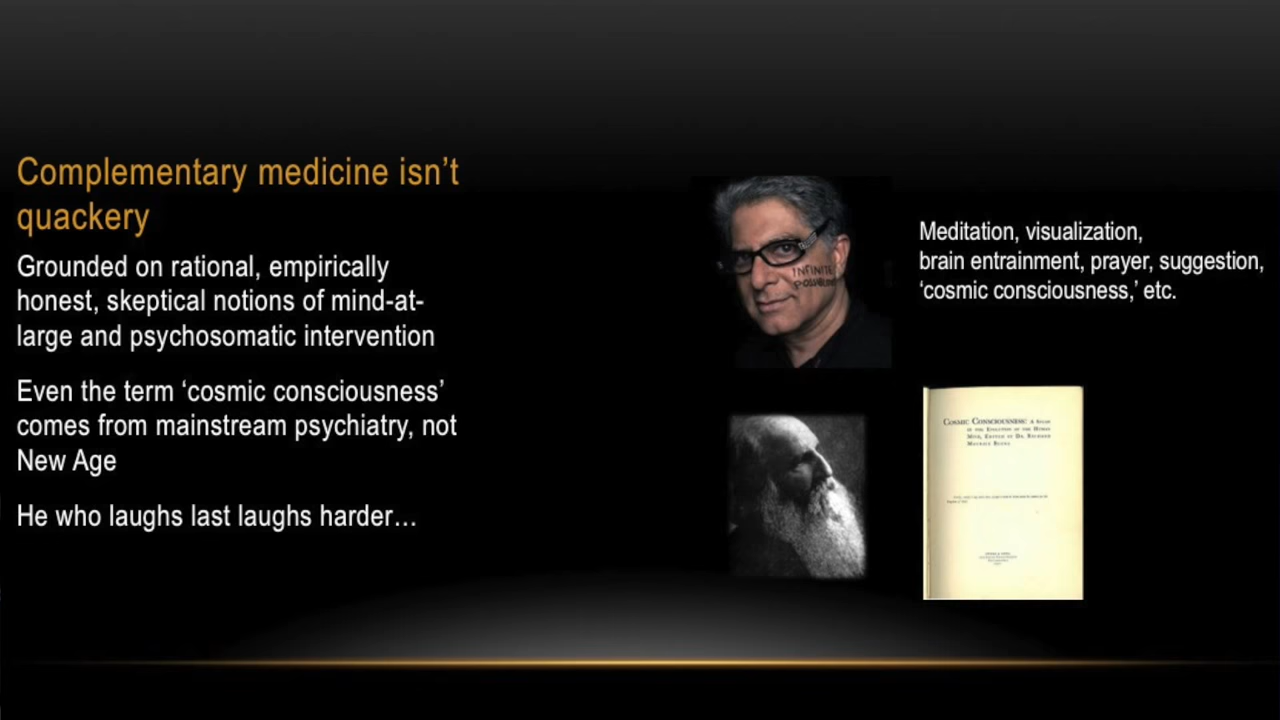 Complementary medicine isn’t
quackery
Grounded on rational, empirically
honest, skeptical notions of mind-at-
large and psychosomatic intervention
Even the term ‘cosmic consciousness’
comes from mainstream psychiatry, not
New Age
He who laughs last laughs harder…
INFINITE
Meditation, visualization,
brain entrainment, prayer, suggestion,
‘cosmic consciousness,’ etc.
Cosmic Consciousness: A Study
in the Evolution of the Human
Mind, Edited by Dr. Richard
Maurice Bucke